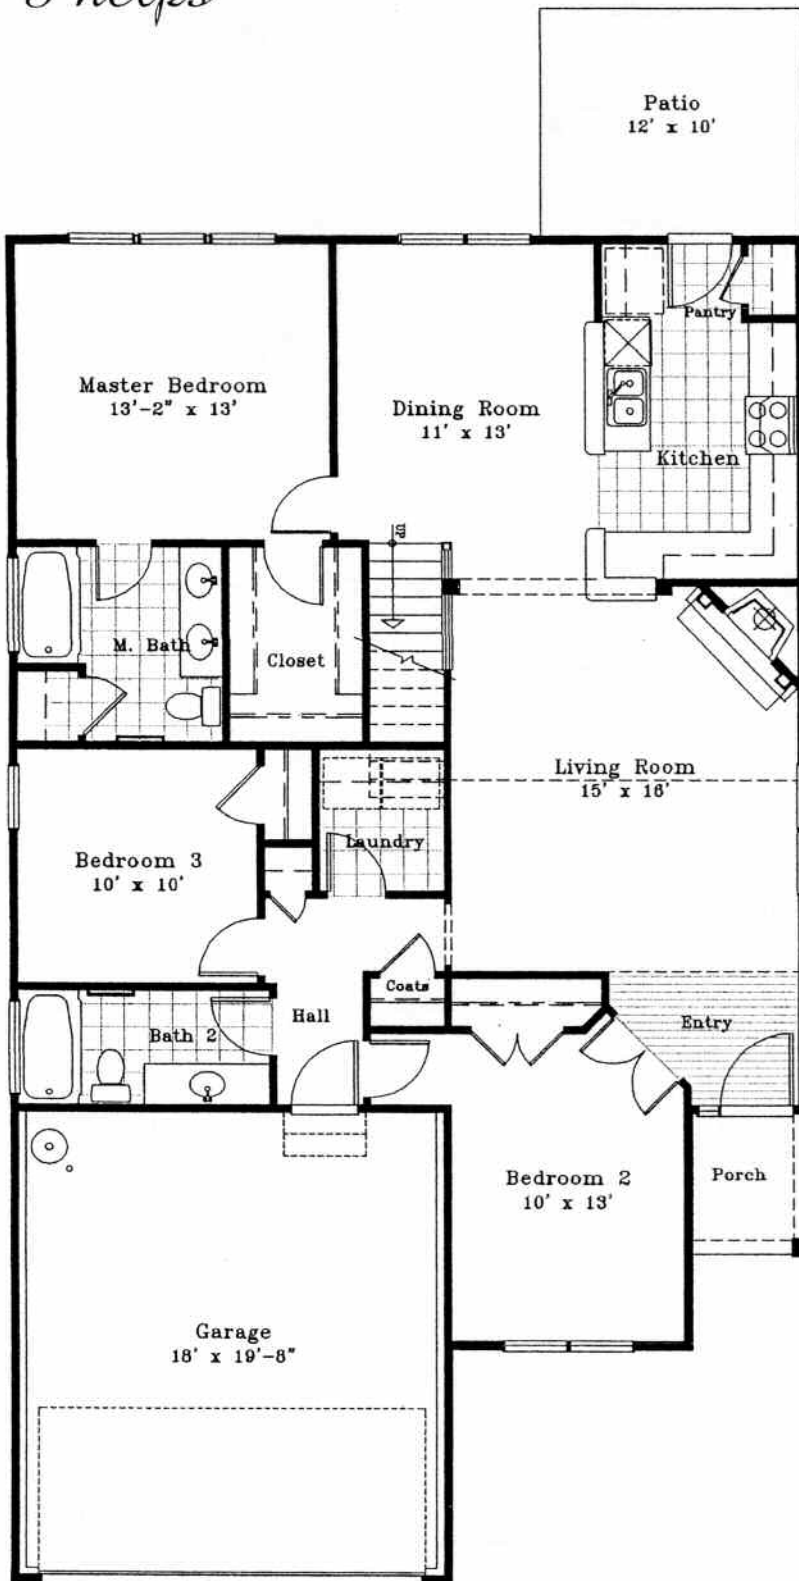 Phelps
Patio
12' x 10'
Pantry
Master Bedroom
13'-2" x 13'
Dining Room
11' x 13'
Kitchen
UP
M. Bath
Closet
Living Room
15' x 16'
Laundry
Bedroom 3
10' x 10'
Coats
Hall
Bath 2
Entry
Bedroom 2
10' x 13'
Porch
Garage
18' x 19'-8"